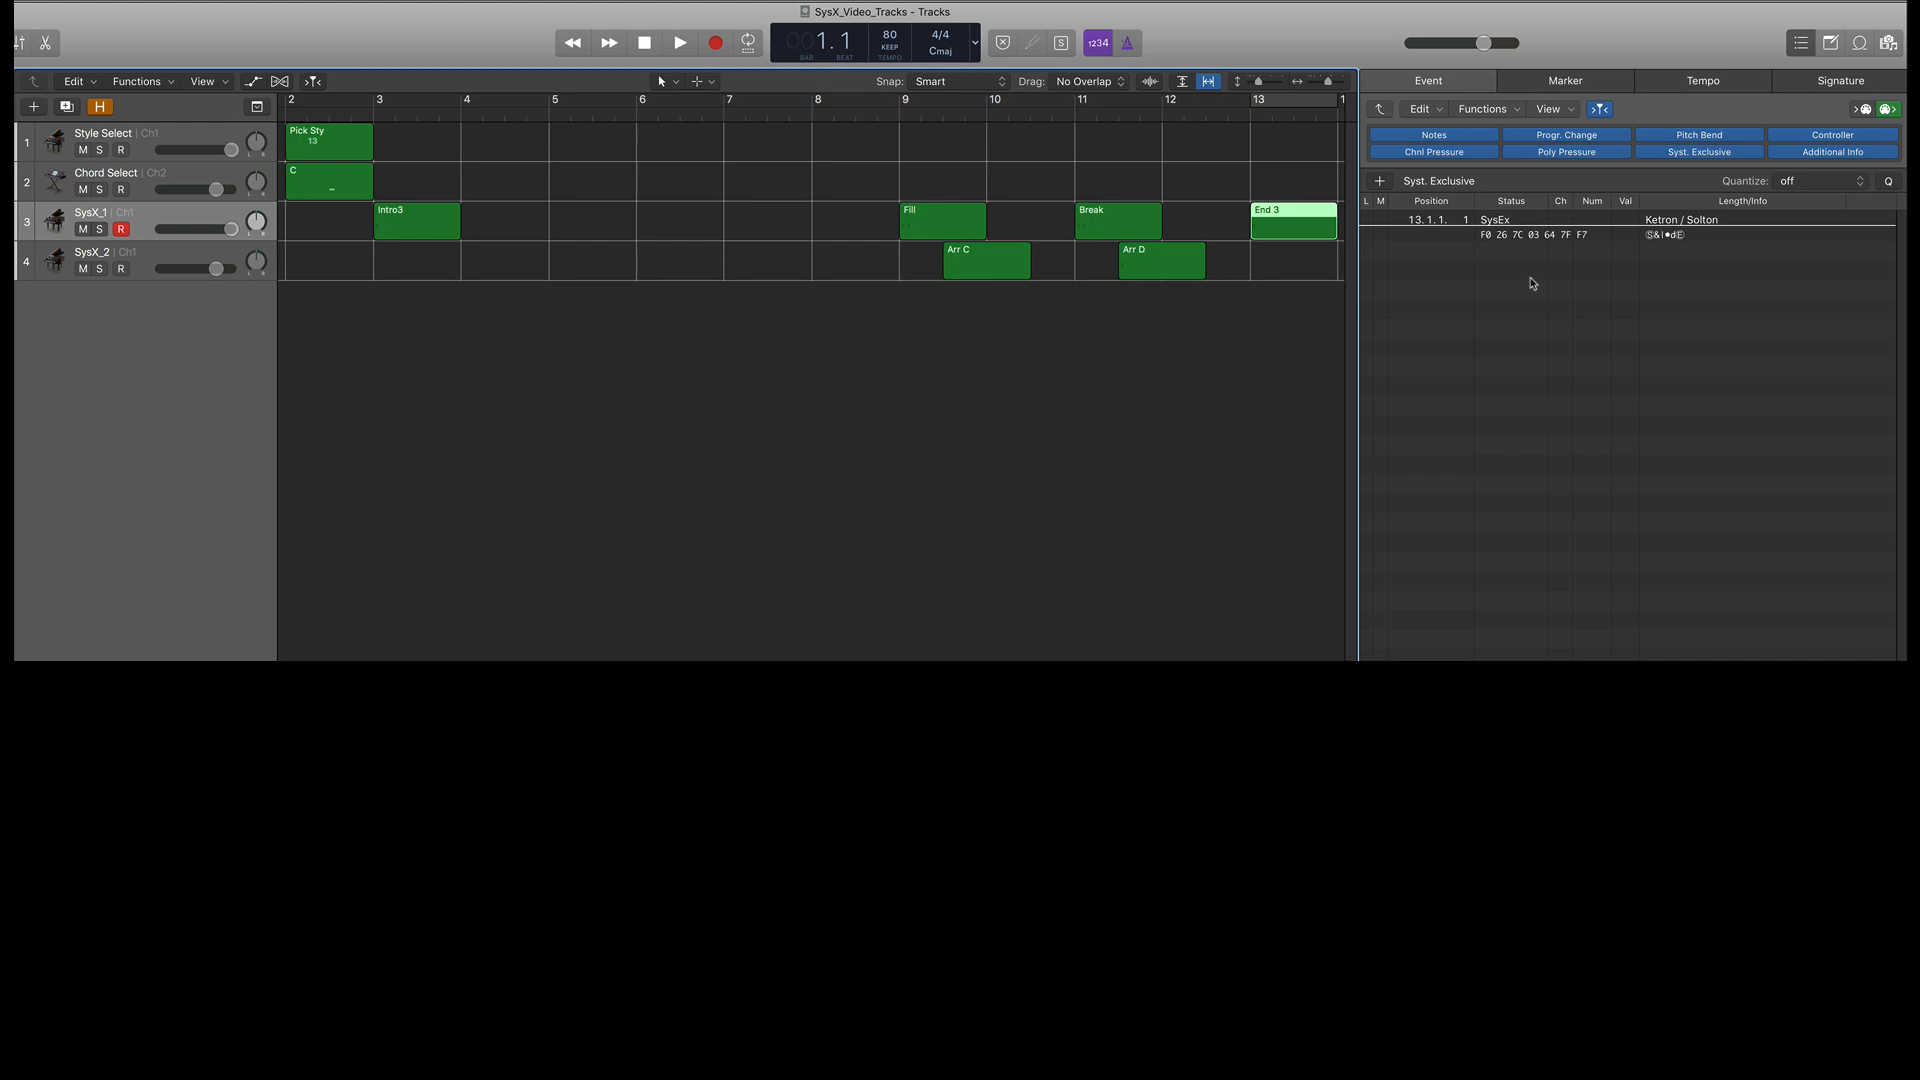 SysX_Video_Tracks - Tracks
001.1
BAR BEAT
80
KEEP
TEMPO
4/4
Cmaj
S
1234
Edit Functions View
Snap: Smart
Drag: No Overlap
H
2 3 4 5 6 7 8 9 10 11 12 13 1
1
Style Select | Ch1
M S R
L R
Pick Sty
13
2
Chord Select | Ch2
M S R
L R
C
3
SysX_1 | Ch1
M S R
L R
Intro3
Fill
Break
End 3
4
SysX_2 | Ch1
M S R
L R
Arr C
Arr D
Event Marker Tempo Signature
Edit Functions View
Notes Progr. Change Pitch Bend Controller
Chnl Pressure Poly Pressure Syst. Exclusive Additional Info
Syst. Exclusive
Quantize: off
Q
L M Position Status Ch Num Val Length/Info
13. 1. 1. 1 SysEx Ketron / Solton
F0 26 7C 03 64 7F F7 Ⓢ&|●dⒺ